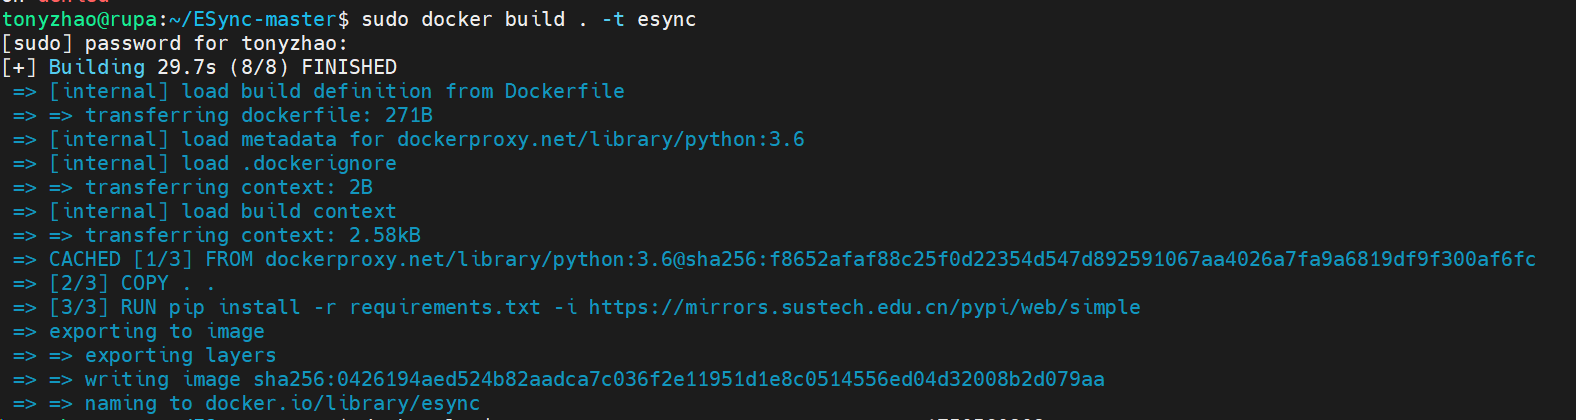 tonyzhao@rupa:~/ESync-master$ sudo docker build . -t esync
[sudo] password for tonyzhao:
[+] Building 29.7s (8/8) FINISHED
=> [internal] load build definition from Dockerfile
=> => transferring dockerfile: 271B
=> [internal] load metadata for dockerproxy.net/library/python:3.6
=> [internal] load .dockerignore
=> => transferring context: 2B
=> [internal] load build context
=> => transferring context: 2.58kB
=> CACHED [1/3] FROM dockerproxy.net/library/python:3.6@sha256:f8652afaf88c25f0d22354d547d892591067aa4026a7fa9a6819df9f300af6fc
=> [2/3] COPY . .
=> [3/3] RUN pip install -r requirements.txt -i https://mirrors.sustech.edu.cn/pypi/web/simple
=> exporting to image
=> => exporting layers
=> => writing image sha256:0426194aed524b82aadca7c036f2e11951d1e8c0514556ed04d32008b2d079aa
=> => naming to docker.io/library/esync